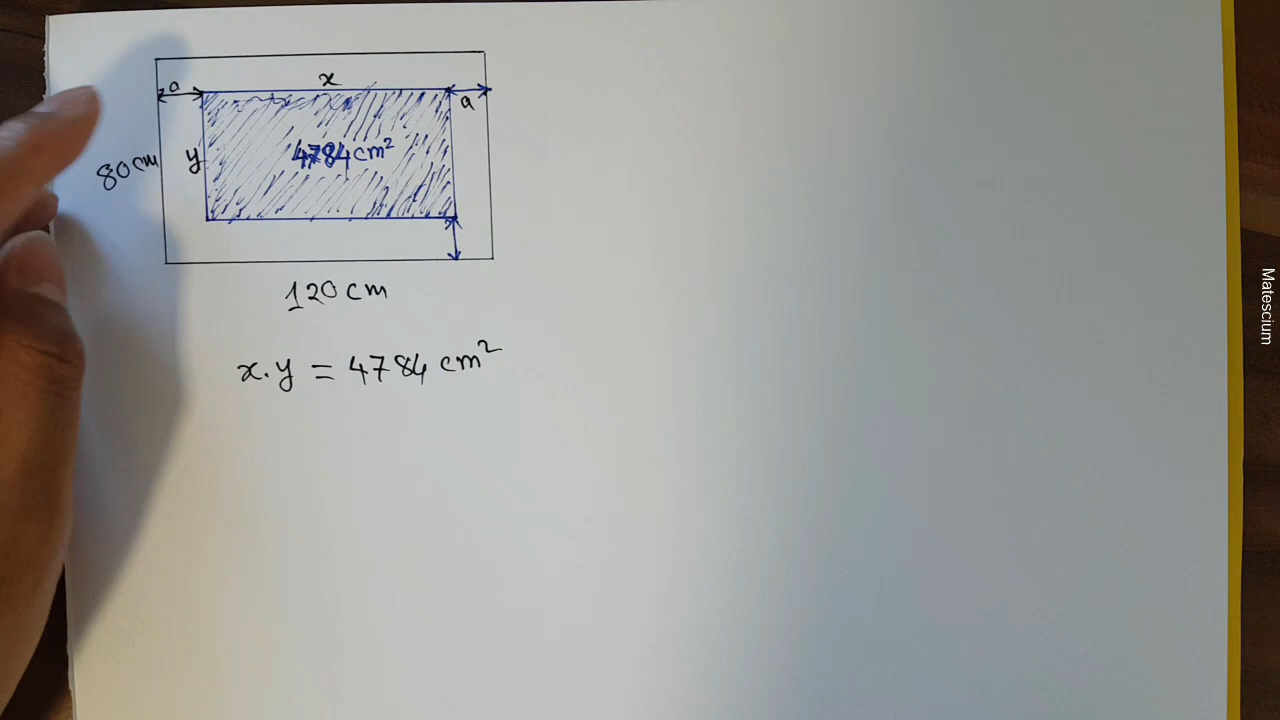 x
a
a
80 cm
y
4784 cm²
120 cm
x.y = 4784 cm²
Matescium